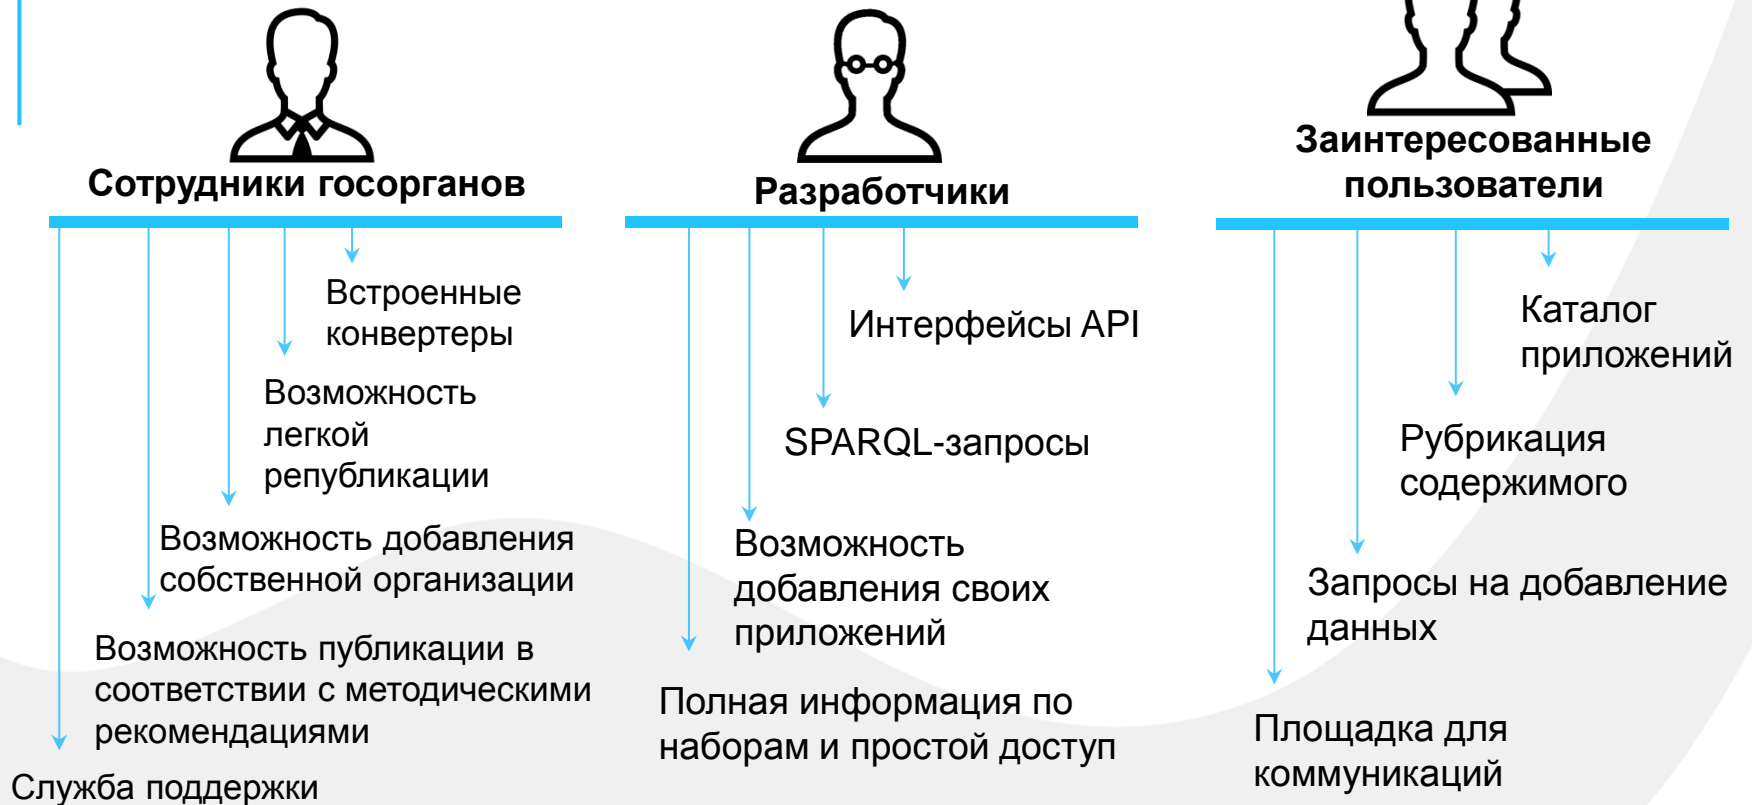 Сотрудники госорганов
Встроенные
конвертеры
Возможность
легкой
републикации
Возможность добавления
собственной организации
Возможность публикации в
соответствии с методическими
рекомендациями
Служба поддержки
Разработчики
Интерфейсы API
SPARQL-запросы
Возможность
добавления своих
приложений
Полная информация по
наборам и простой доступ
Заинтересованные
пользователи
Каталог
приложений
Рубрикация
содержимого
Запросы на добавление
данных
Площадка для
коммуникаций